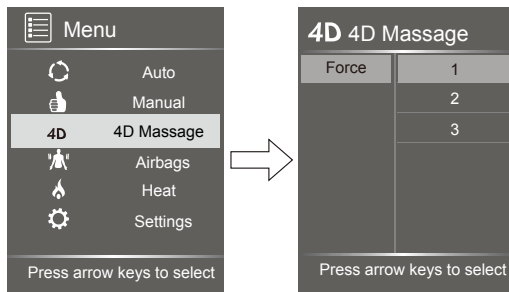 Menu
Auto
Manual
4D 4D Massage
Airbags
Heat
Settings
Press arrow keys to select
4D 4D Massage
Force 1
2
3
Press arrow keys to select